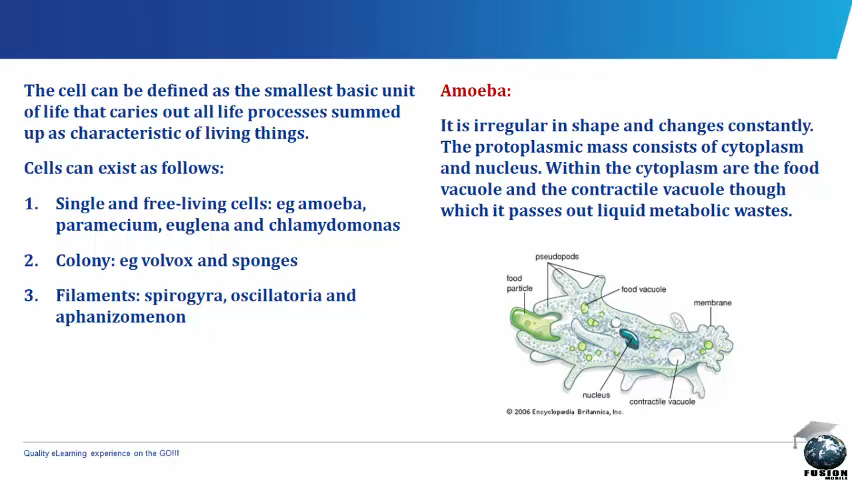 The cell can be defined as the smallest basic unit
of life that caries out all life processes summed
up as characteristic of living things.
Cells can exist as follows:
1. Single and free-living cells: eg amoeba,
paramecium, euglena and chlamydomonas
2. Colony: eg volvox and sponges
3. Filaments: spirogyra, oscillatoria and
aphanizomenon
Amoeba:
It is irregular in shape and changes constantly.
The protoplasmic mass consists of cytoplasm
and nucleus. Within the cytoplasm are the food
vacuole and the contractile vacuole though
which it passes out liquid metabolic wastes.
pseudopods
food
particle
food vacuole
membrane
nucleus
contractile vacuole
© 2006 Encyclopædia Britannica, Inc.
Quality eLearning experience on the GO!!!
FUSION
MOBILE